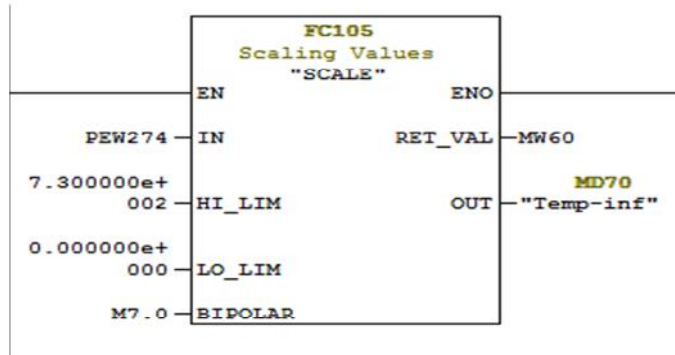 FC105
Scaling Values
"SCALE"
EN ENO
PEW274 IN RET_VAL MW60
7.300000e+ MD70
002 HI_LIM OUT "Temp-inf"
0.000000e+
000 LO_LIM
M7.0 BIPOLAR